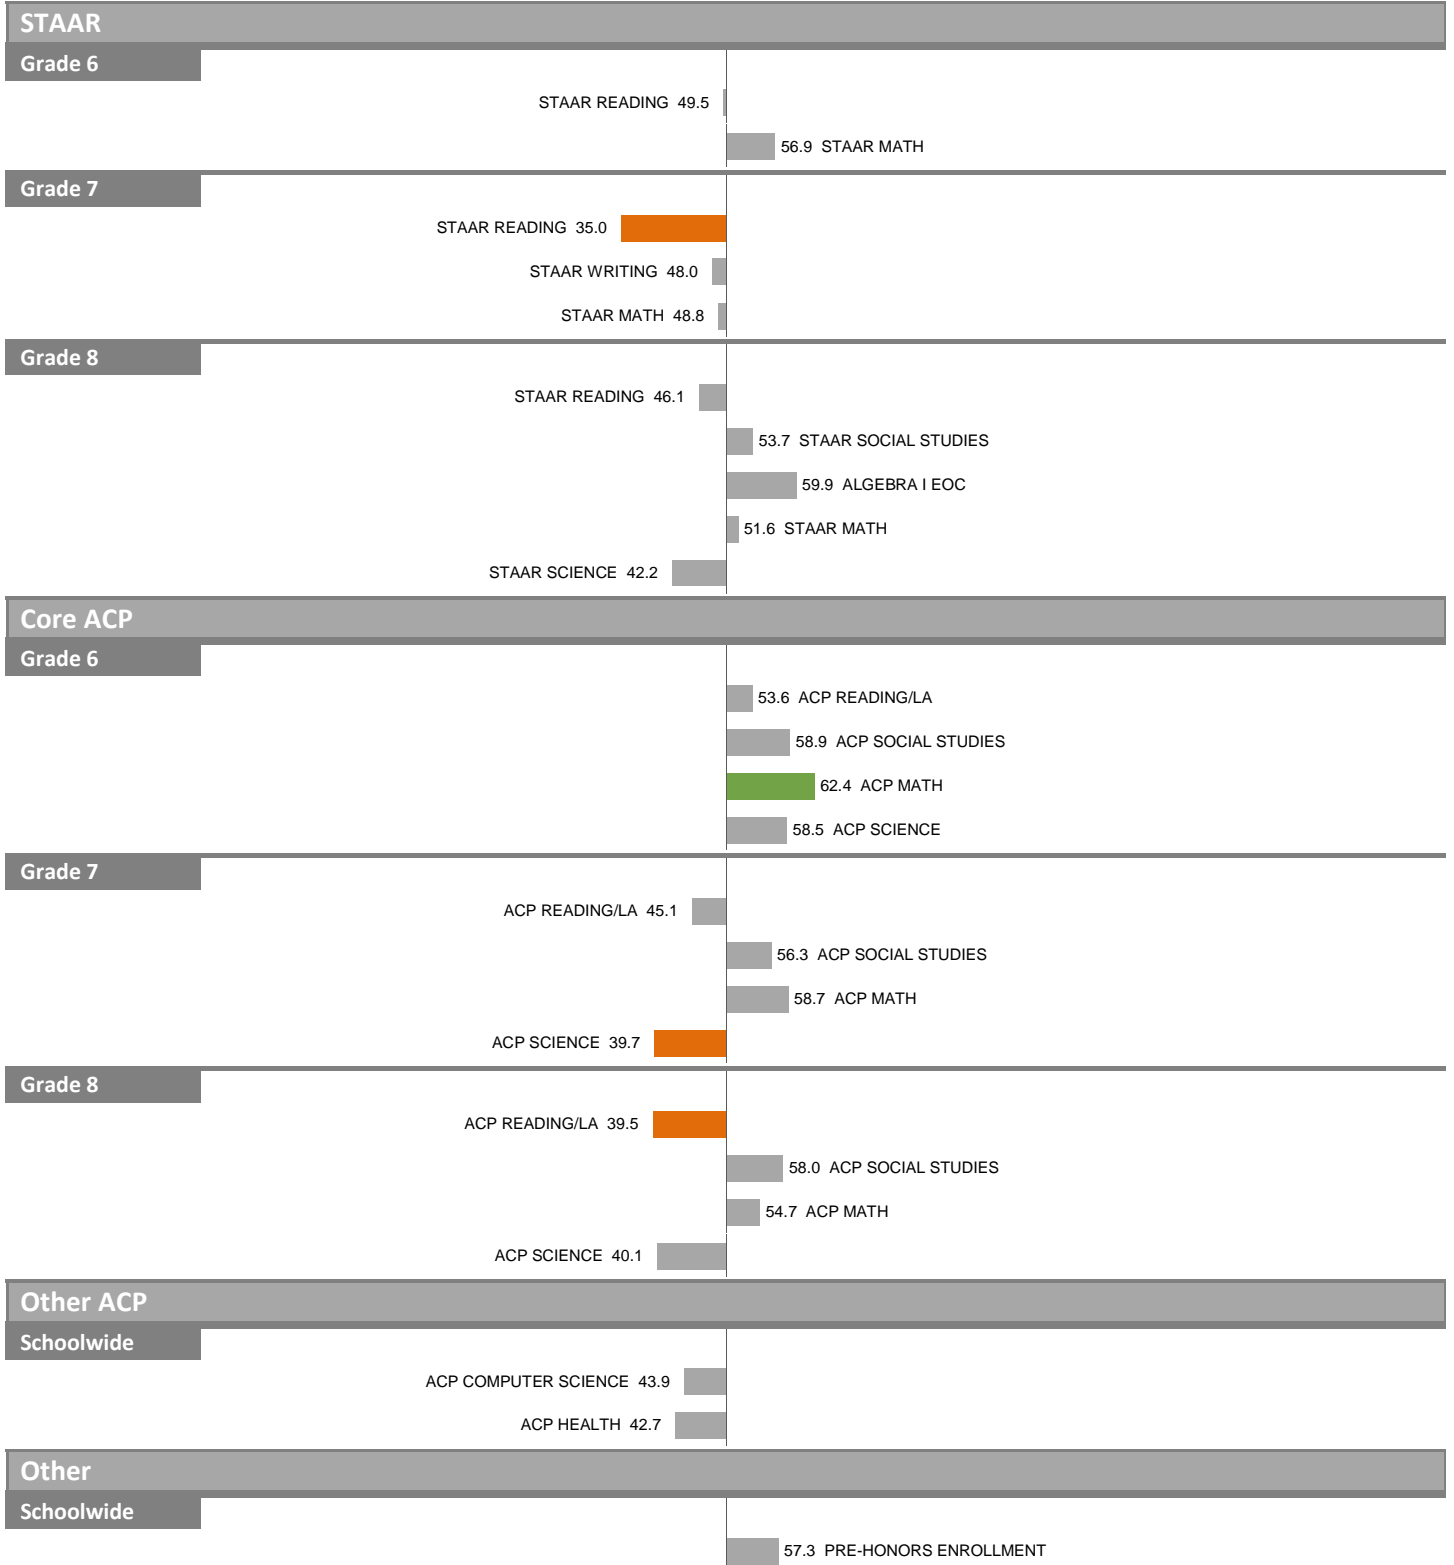 STAAR
Grade 6
STAAR READING 49.5
56.9 STAAR MATH
Grade 7
STAAR READING 35.0
STAAR WRITING 48.0
STAAR MATH 48.8
Grade 8
STAAR READING 46.1
53.7 STAAR SOCIAL STUDIES
59.9 ALGEBRA I EOC
51.6 STAAR MATH
STAAR SCIENCE 42.2
Core ACP
Grade 6
53.6 ACP READING/LA
58.9 ACP SOCIAL STUDIES
62.4 ACP MATH
58.5 ACP SCIENCE
Grade 7
ACP READING/LA 45.1
56.3 ACP SOCIAL STUDIES
58.7 ACP MATH
ACP SCIENCE 39.7
Grade 8
ACP READING/LA 39.5
58.0 ACP SOCIAL STUDIES
54.7 ACP MATH
ACP SCIENCE 40.1
Other ACP
Schoolwide
ACP COMPUTER SCIENCE 43.9
ACP HEALTH 42.7
Other
Schoolwide
57.3 PRE-HONORS ENROLLMENT